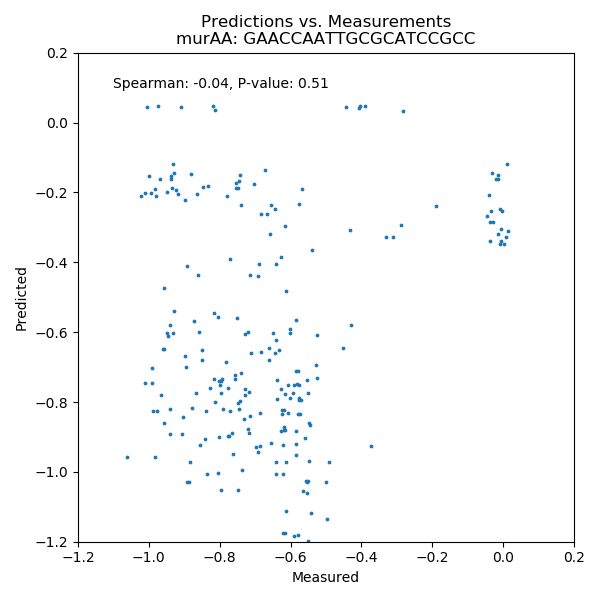 Predictions vs. Measurements
murAA: GAACCAATTGCGCATCCGCC
Spearman: -0.04, P-value: 0.51
0.2
0.0
−0.2
−0.4
−0.6
−0.8
−1.0
−1.2
Predicted
−1.2 −1.0 −0.8 −0.6 −0.4 −0.2 0.0 0.2
Measured